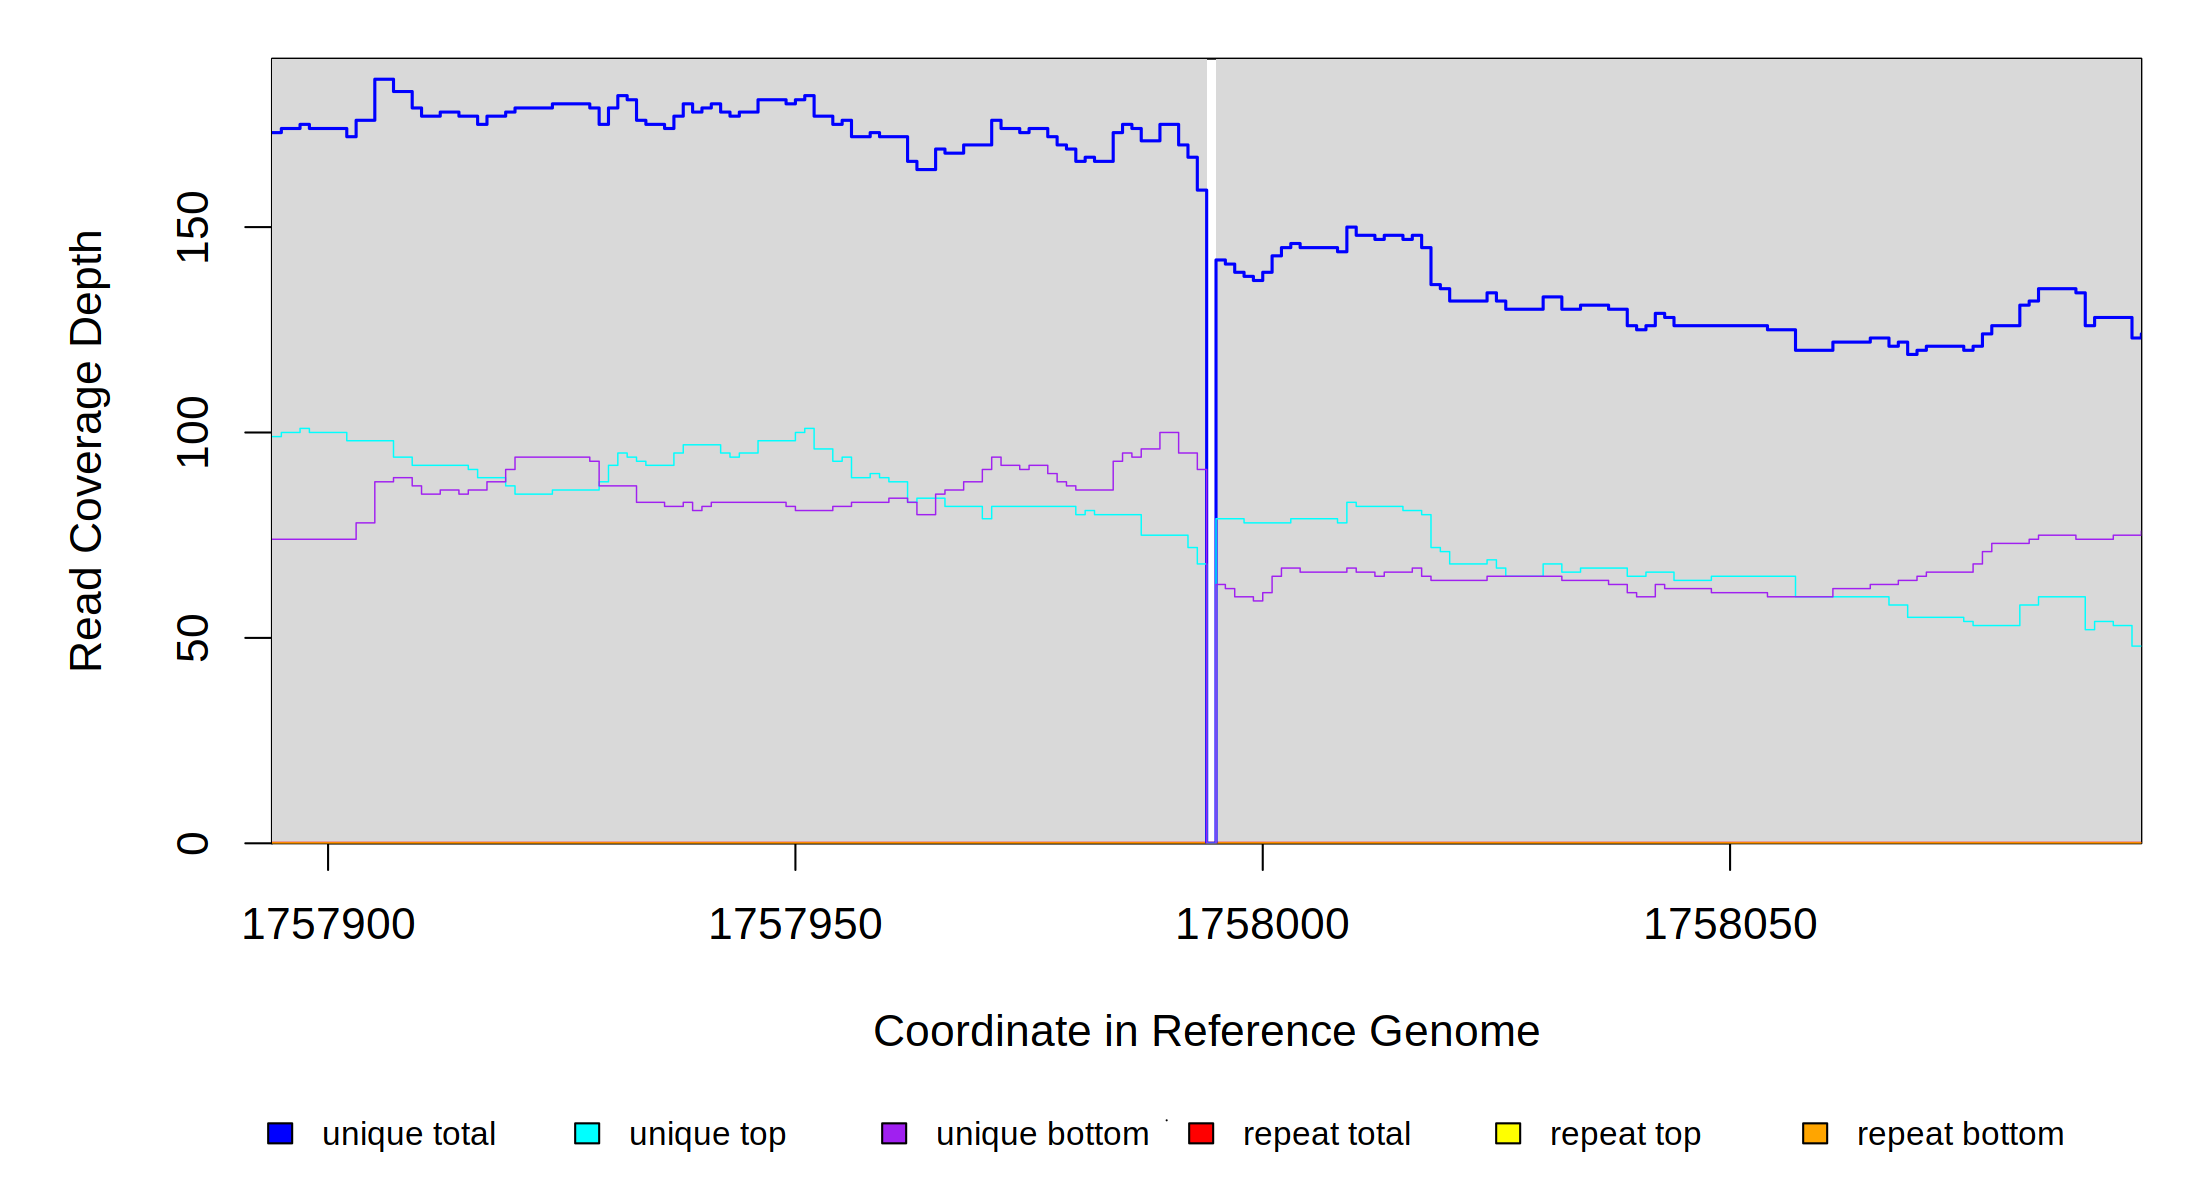 Read Coverage Depth
150
100
50
0
1757900 1757950 1758000 1758050
Coordinate in Reference Genome
unique total unique top unique bottom repeat total repeat top repeat bottom